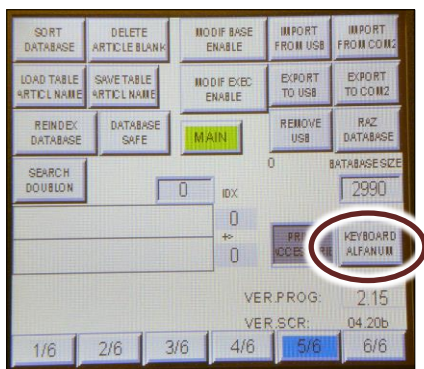 SORT DATABASE
DELETE ARTICLE BLANK
MODIF BASE ENABLE
IMPORT FROM USB
IMPORT FROM COM2
LOAD TABLE ARTICL NAME
SAVE TABLE ARTICL NAME
MODIF EXEC ENABLE
EXPORT TO USB
EXPORT TO COM2
REINDEX DATABASE
DATABASE SAFE
MAIN
REMOVE USB
RAZ DATABASE
SEARCH DOUBLON
0 IDX
0
DATABASE SIZE
2990
0
+>
0
KEYBOARD ALFANUM
VER.PROG: 2.15
VER.SCR: 04.20b
1/6 2/6 3/6 4/6 5/6 6/6